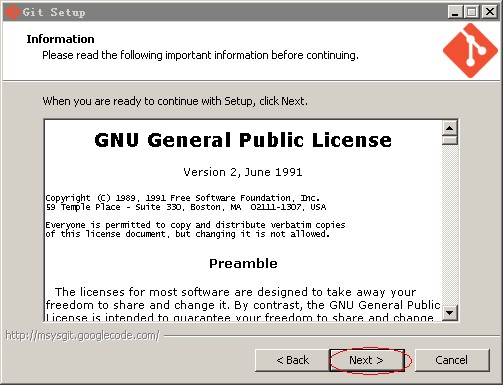 Git Setup
Information
Please read the following important information before continuing.
When you are ready to continue with Setup, click Next.
GNU General Public License
Version 2, June 1991
Copyright (C) 1989, 1991 Free Software Foundation, Inc.
59 Temple Place - Suite 330, Boston, MA  02111-1307, USA
Everyone is permitted to copy and distribute verbatim copies
of this license document, but changing it is not allowed.
Preamble
The licenses for most software are designed to take away your
freedom to share and change it. By contrast, the GNU General Public
License is intended to guarantee your freedom to share and change
http://msysgit.googlecode.com/
< Back
Next >
Cancel